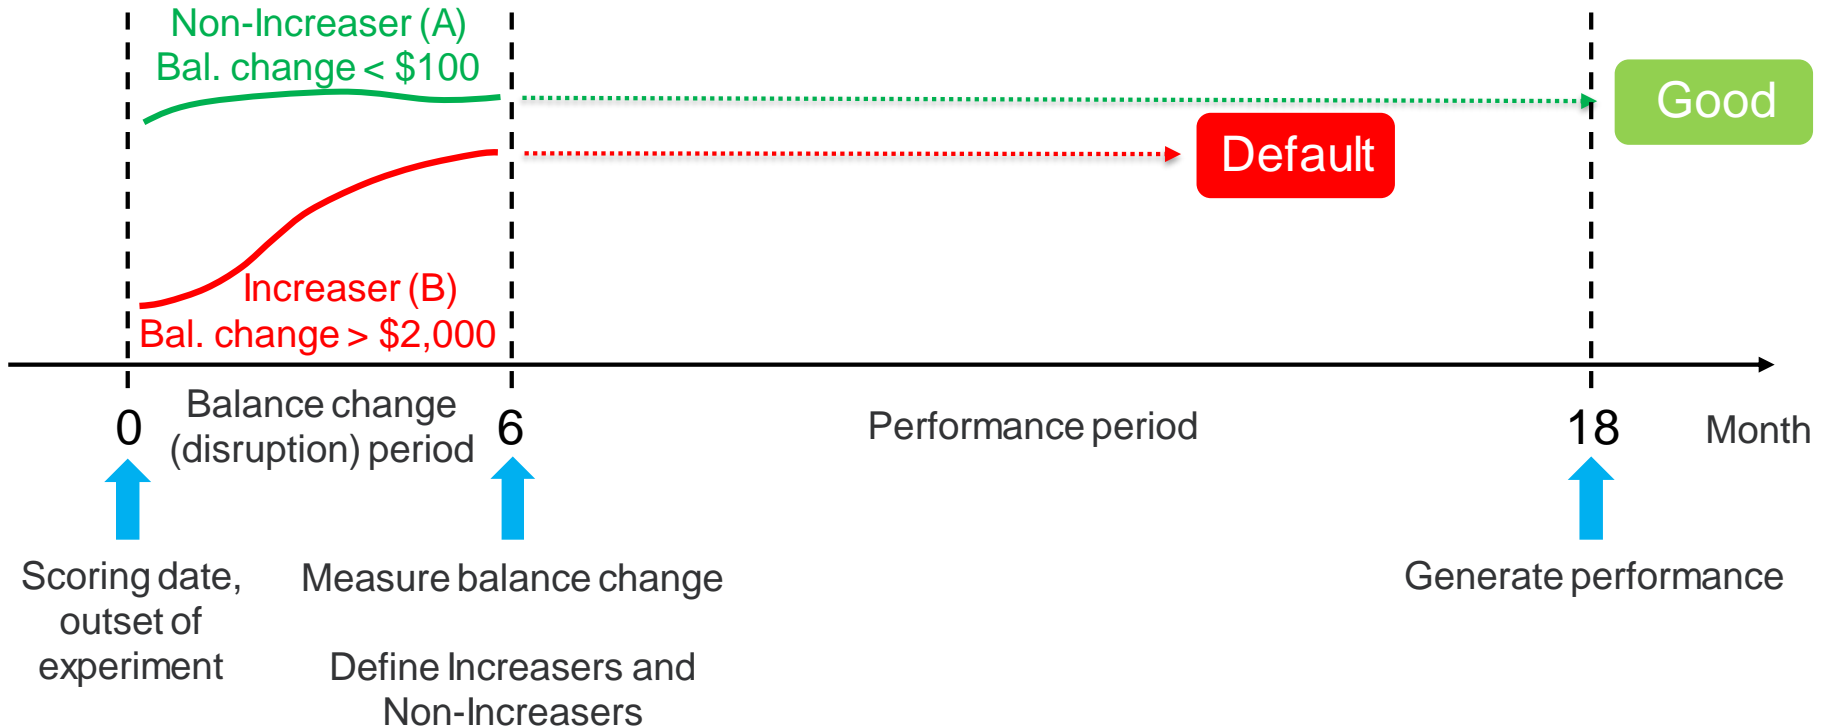 Non-Increaser (A)
Bal. change < $100
Good
Default
Increaser (B)
Bal. change > $2,000
0
Balance change
(disruption) period
6
Performance period
18
Month
Scoring date,
outset of
experiment
Measure balance change
Define Increasers and
Non-Increasers
Generate performance